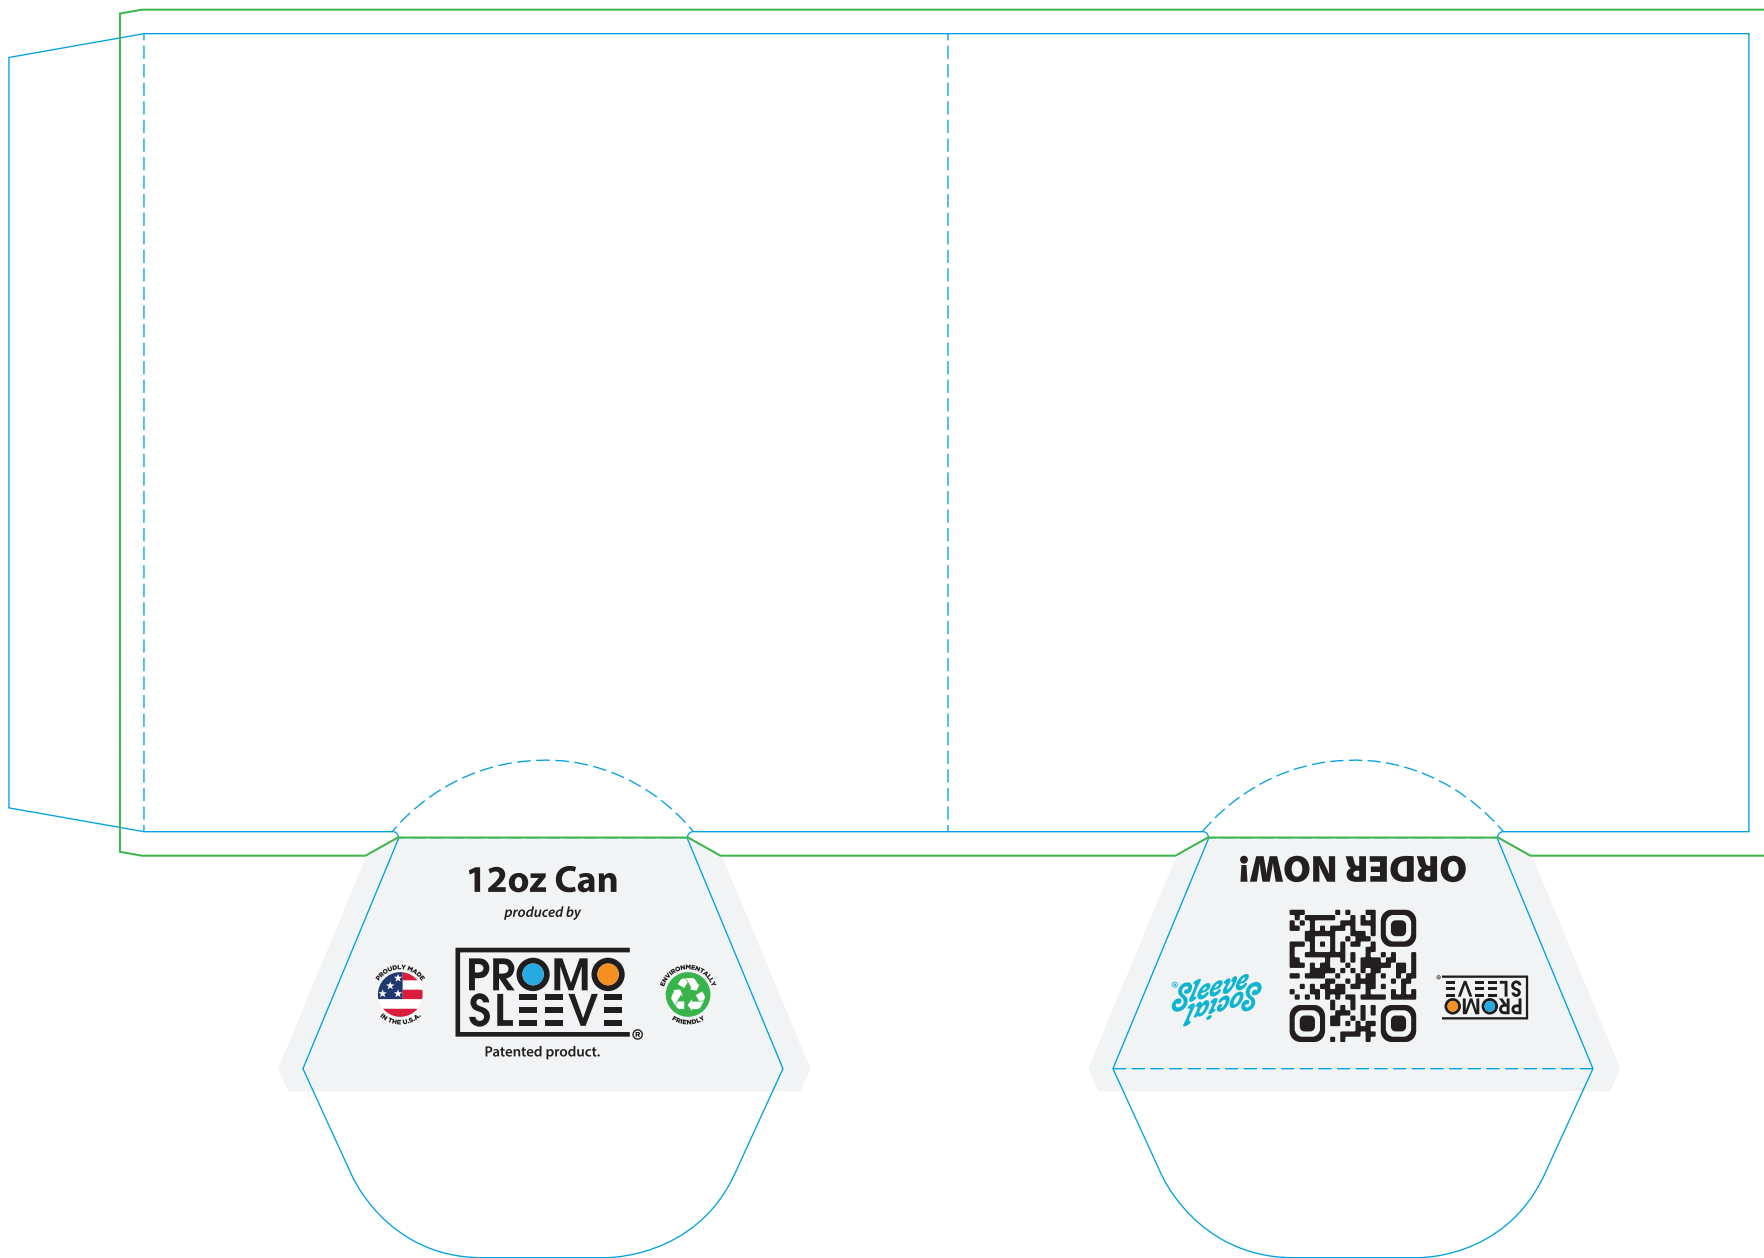 12oz Can
produced by
PROUDLY MADE
IN THE U.S.A.
PROMO
SLEEVE®
ENVIRONMENTALLY
FRIENDLY
Patented product.
ORDER NOW!
Social
Sleeve®
PROMO
SLEEVE®